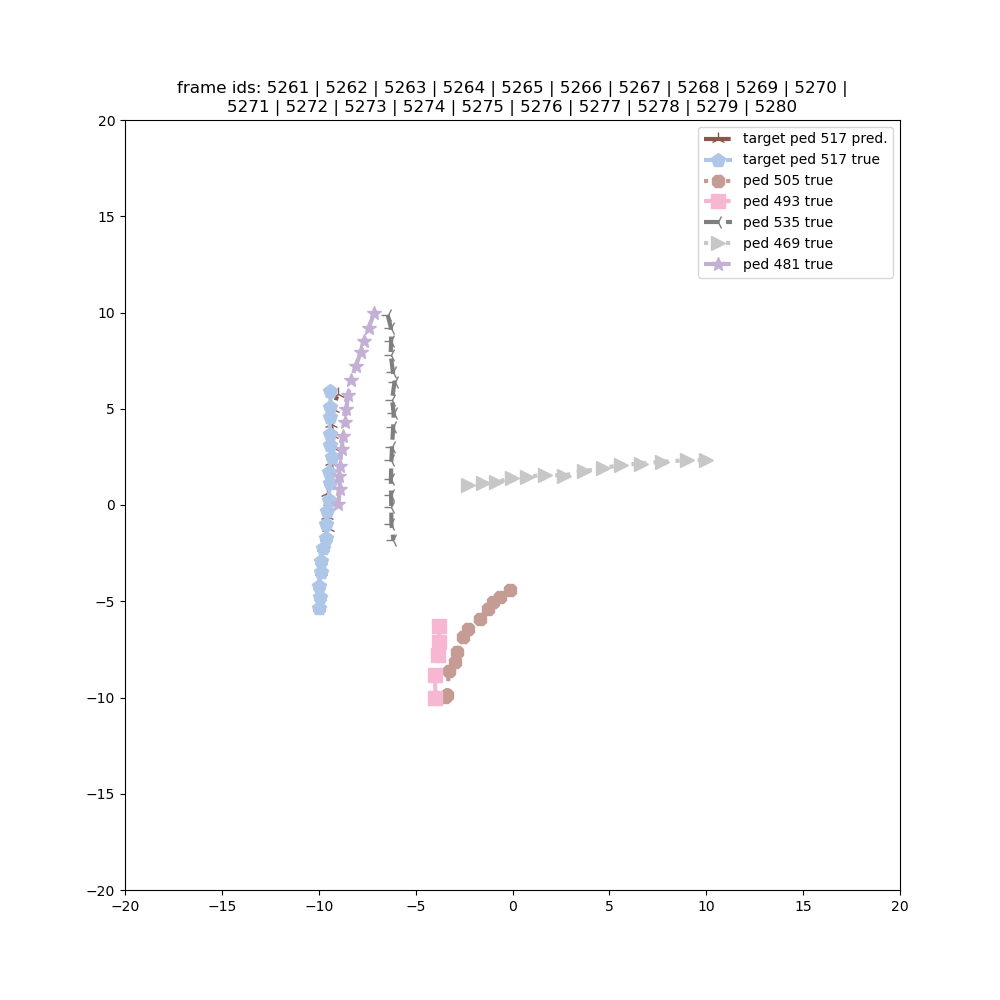 frame ids: 5261 | 5262 | 5263 | 5264 | 5265 | 5266 | 5267 | 5268 | 5269 | 5270 |
5271 | 5272 | 5273 | 5274 | 5275 | 5276 | 5277 | 5278 | 5279 | 5280
target ped 517 pred.
target ped 517 true
ped 505 true
ped 493 true
ped 535 true
ped 469 true
ped 481 true
20
15
10
5
0
−5
−10
−15
−20
−20 −15 −10 −5 0 5 10 15 20